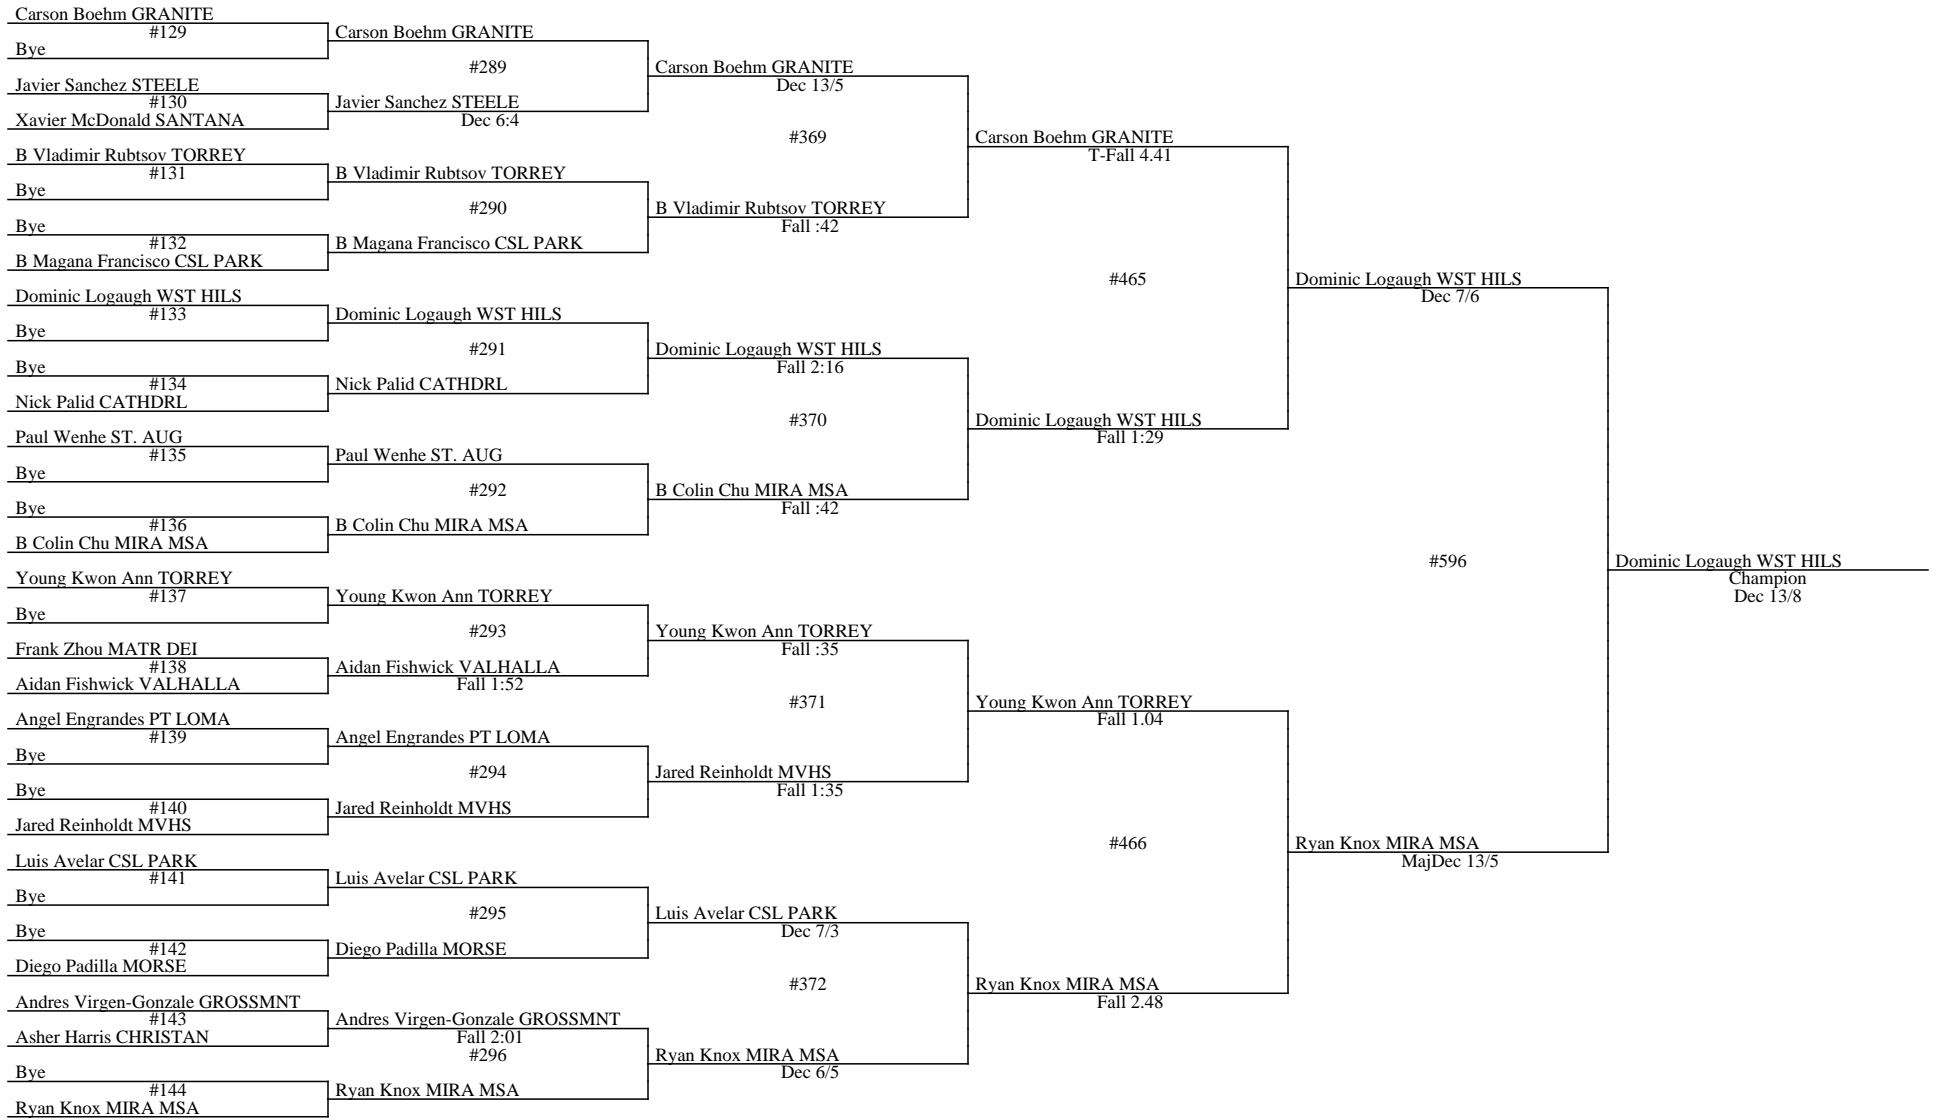 Carson Boehm GRANITE
#129
Bye
Javier Sanchez STEELE
#130
Xavier McDonald SANTANA
B Vladimir Rubtsov TORREY
#131
Bye
Bye
#132
B Magana Francisco CSL PARK
Dominic Logaugh WST HILS
#133
Bye
Bye
#134
Nick Palid CATHDRL
Paul Wenhe ST. AUG
#135
Bye
Bye
#136
B Colin Chu MIRA MSA
Young Kwon Ann TORREY
#137
Bye
Frank Zhou MATR DEI
#138
Aidan Fishwick VALHALLA
Angel Engrandes PT LOMA
#139
Bye
Bye
#140
Jared Reinholdt MVHS
Luis Avelar CSL PARK
#141
Bye
Bye
#142
Diego Padilla MORSE
Andres Virgen-Gonzale GROSSMNT
#143
Asher Harris CHRISTAN
Bye
#144
Ryan Knox MIRA MSA
Carson Boehm GRANITE
#289
Javier Sanchez STEELE
Dec 6:4
B Vladimir Rubtsov TORREY
#290
B Magana Francisco CSL PARK
Dominic Logaugh WST HILS
#291
Nick Palid CATHDRL
Paul Wenhe ST. AUG
#292
B Colin Chu MIRA MSA
Young Kwon Ann TORREY
#293
Aidan Fishwick VALHALLA
Fall 1:52
Angel Engrandes PT LOMA
#294
Jared Reinholdt MVHS
Luis Avelar CSL PARK
#295
Diego Padilla MORSE
Andres Virgen-Gonzale GROSSMNT
Fall 2:01
#296
Ryan Knox MIRA MSA
Carson Boehm GRANITE
Dec 13/5
#369
B Vladimir Rubtsov TORREY
Fall :42
Dominic Logaugh WST HILS
Fall 2:16
#370
B Colin Chu MIRA MSA
Fall :42
Young Kwon Ann TORREY
Fall :35
#371
Jared Reinholdt MVHS
Fall 1:35
Luis Avelar CSL PARK
Dec 7/3
#372
Ryan Knox MIRA MSA
Dec 6/5
Carson Boehm GRANITE
T-Fall 4.41
#465
Dominic Logaugh WST HILS
Fall 1:29
Young Kwon Ann TORREY
Fall 1.04
#466
Ryan Knox MIRA MSA
Fall 2.48
Dominic Logaugh WST HILS
Dec 7/6
#596
Ryan Knox MIRA MSA
MajDec 13/5
Dominic Logaugh WST HILS
Champion
Dec 13/8